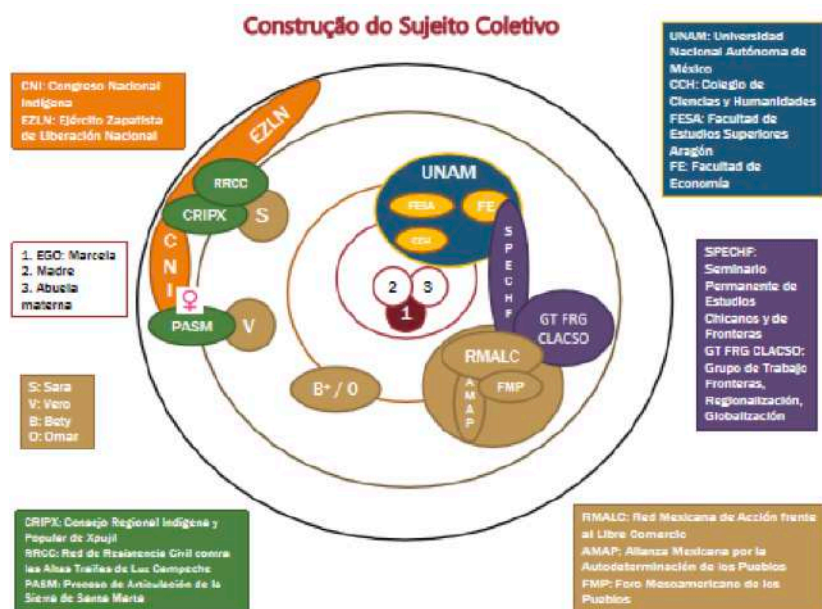 Construção do Sujeito Coletivo
CNI: Congreso Nacional
Indígena
EZLN: Ejército Zapatista
de Liberación Nacional
UNAM: Universidad
Nacional Autónoma de
México
CCH: Colegio de
Ciencias y Humanidades
FESA: Facultad de
Estudios Superiores
Aragón
FE: Facultad de
Economía
EZLN
RRCC
CRIPX
S
CNI
PASM
V
UNAM
FESA
FE
CCH
SPECHF
2
3
1
GT FRG
CLACSO
RMALC
AMAP
FMP
B⁺ / O
1. EGO: Marcela
2. Madre
3. Abuela
materna
SPECHF:
Seminario
Permanente de
Estudios
Chicanos y de
Fronteras
GT FRG CLACSO:
Grupo de Trabajo
Fronteras,
Regionalización,
Globalización
S: Sara
V: Vero
B: Bety
O: Omar
CRIPX: Consejo Regional Indígena y
Popular de Xpujil
RRCC: Red de Resistencia Civil contra
las Altas Tarifas de Luz Campeche
PASM: Proceso de Articulación de la
Sierra de Santa Marta
RMALC: Red Mexicana de Acción frente
al Libre Comercio
AMAP: Alianza Mexicana por la
Autodeterminación de los Pueblos
FMP: Foro Mesoamericano de los
Pueblos